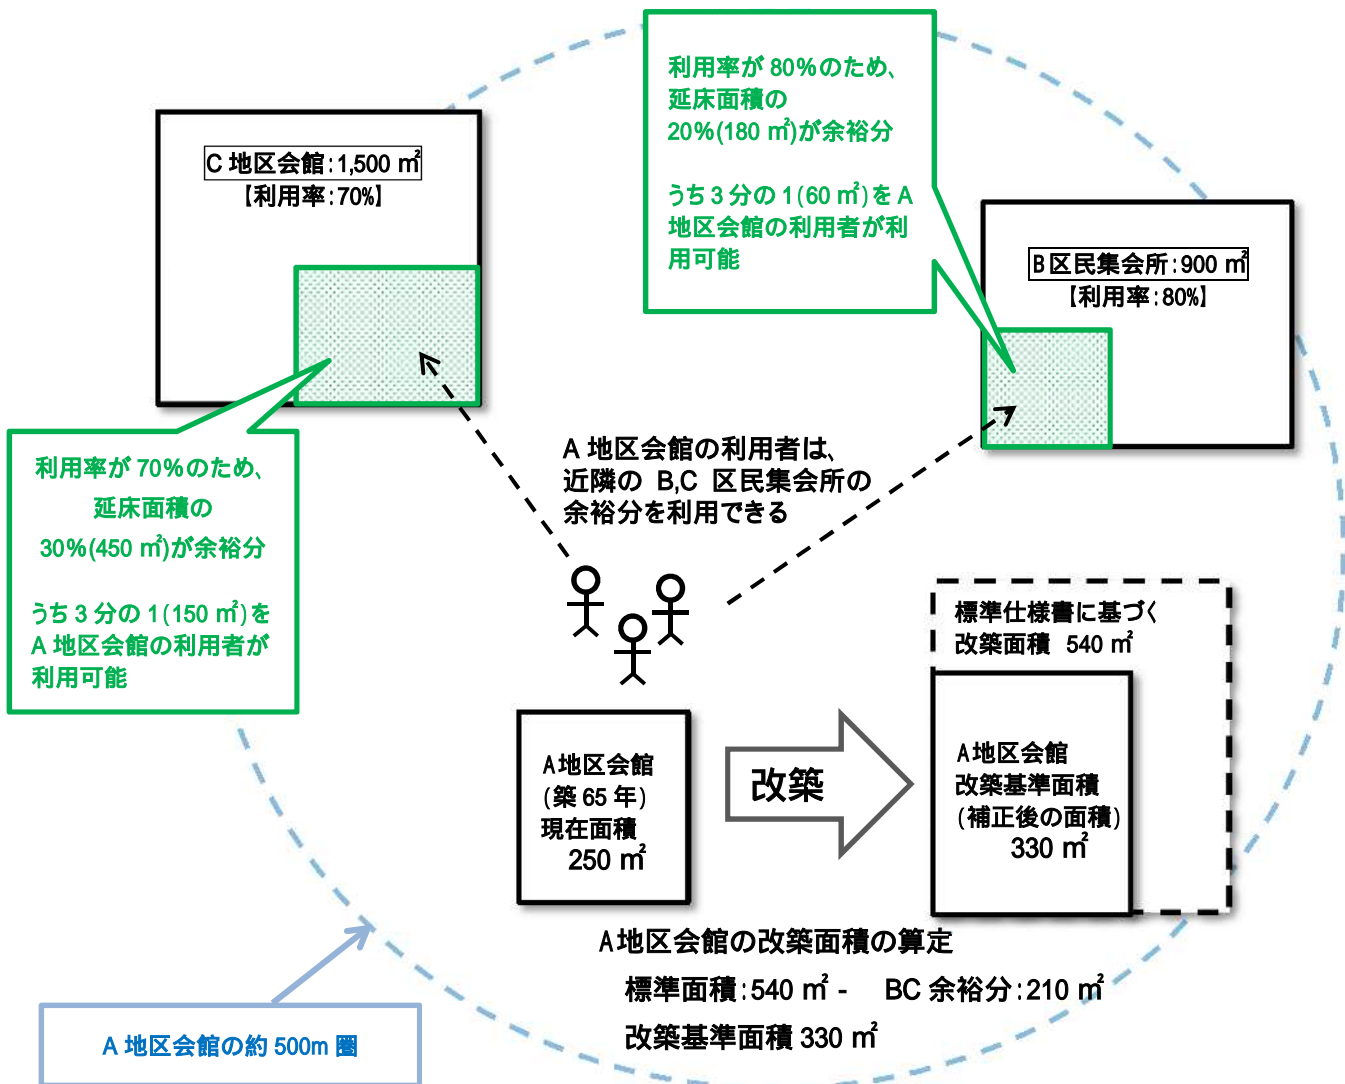 利用率が 80%のため、
延床面積の
20%(180 ㎡)が余裕分
うち 3 分の 1(60 ㎡)を A
地区会館の利用者が利
用可能
C 地区会館:1,500 ㎡
【利用率:70%】
B 区民集会所:900 ㎡
【利用率:80%】
利用率が 70%のため、
延床面積の
30%(450 ㎡)が余裕分
うち 3 分の 1(150 ㎡)を
A 地区会館の利用者が
利用可能
A 地区会館の利用者は、
近隣の B,C 区民集会所の
余裕分を利用できる
標準仕様書に基づく
改築面積 540 ㎡
A地区会館
(築 65 年)
現在面積
250 ㎡
改築
A地区会館
改築基準面積
(補正後の面積)
330 ㎡
A地区会館の改築面積の算定
標準面積:540 ㎡ - BC 余裕分:210 ㎡
改築基準面積 330 ㎡
A 地区会館の約 500m 圏